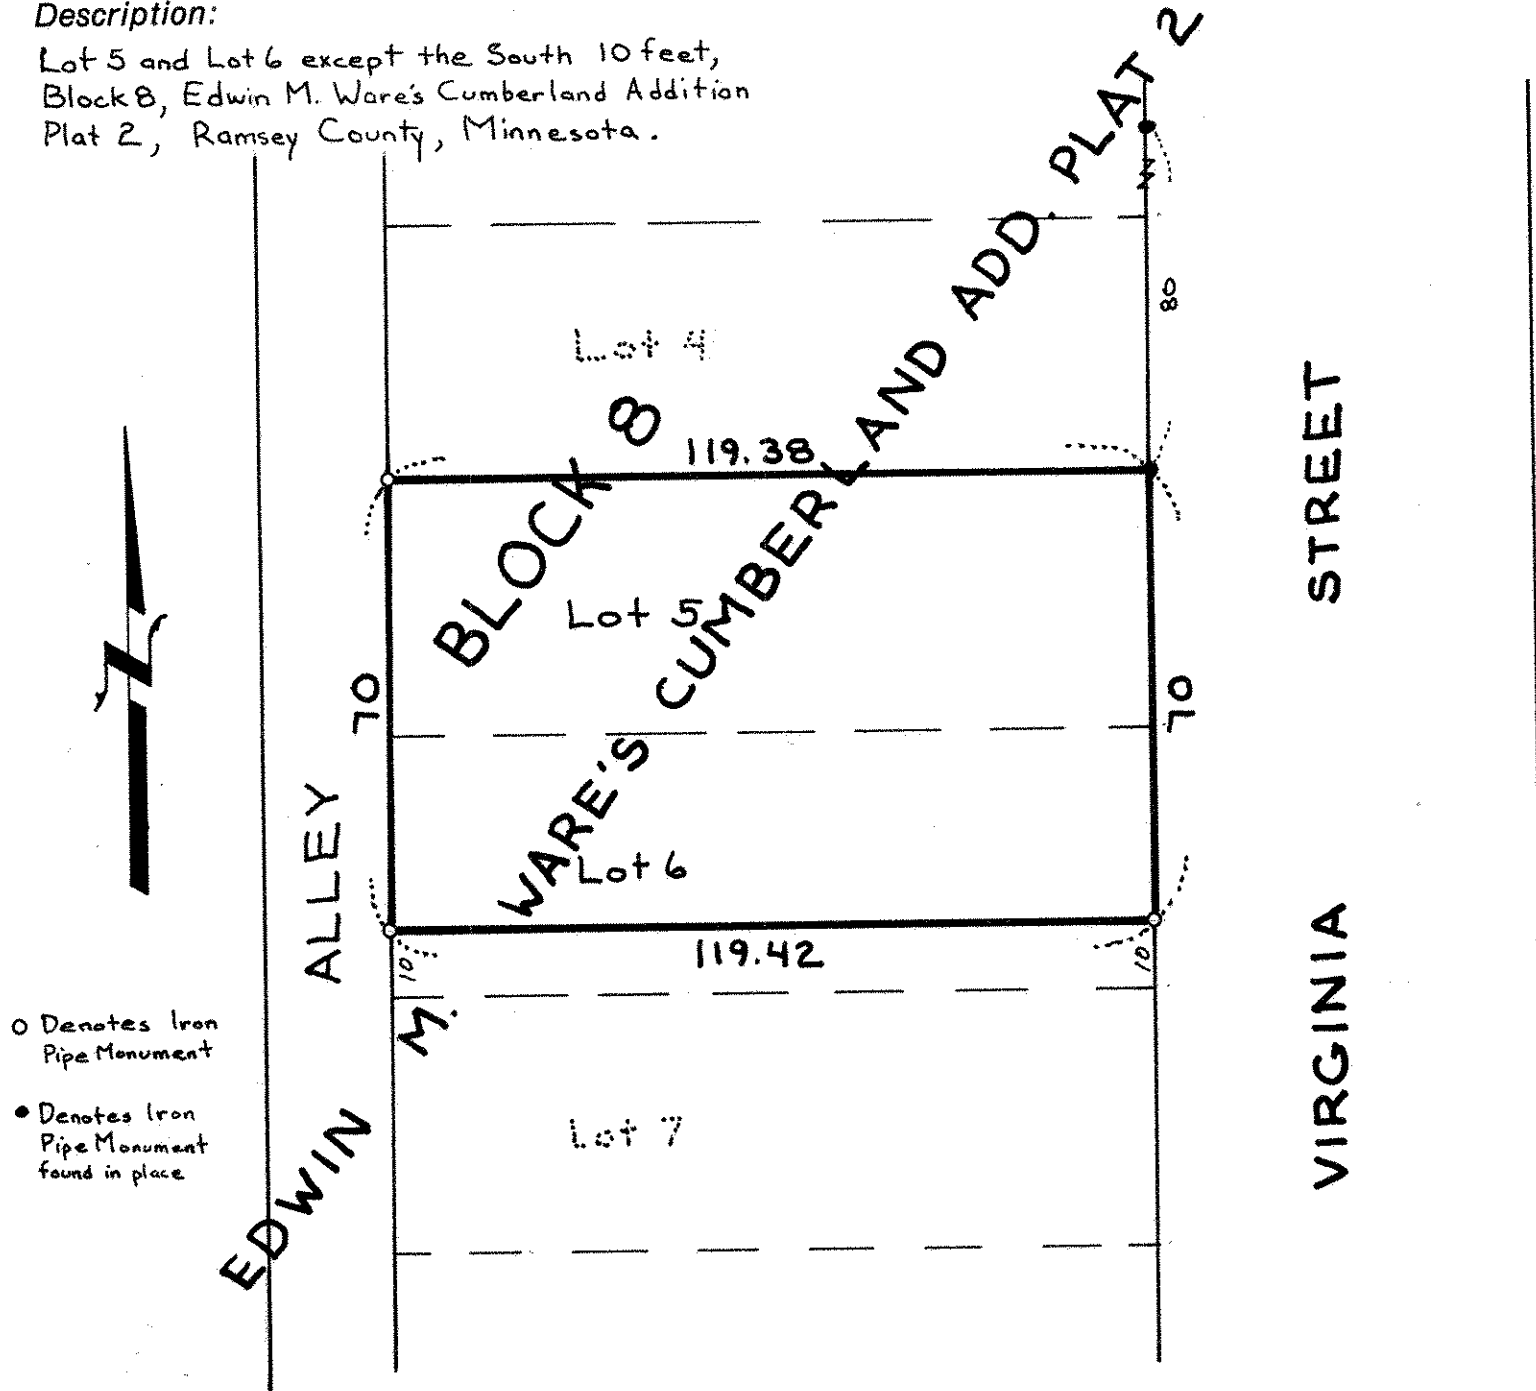 Description:
Lot 5 and Lot 6 except the South 10 feet,
Block 8, Edwin M. Ware's Cumberland Addition
Plat 2, Ramsey County, Minnesota.
EDWIN M. WARE'S CUMBERLAND ADD. PLAT 2
BLOCK 8
Lot 4
80
119.38
Lot 5
70
70
Lot 6
119.42
10
10
Lot 7
ALLEY
VIRGINIA STREET
N
O Denotes Iron
Pipe Monument
● Denotes Iron
Pipe Monument
found in place